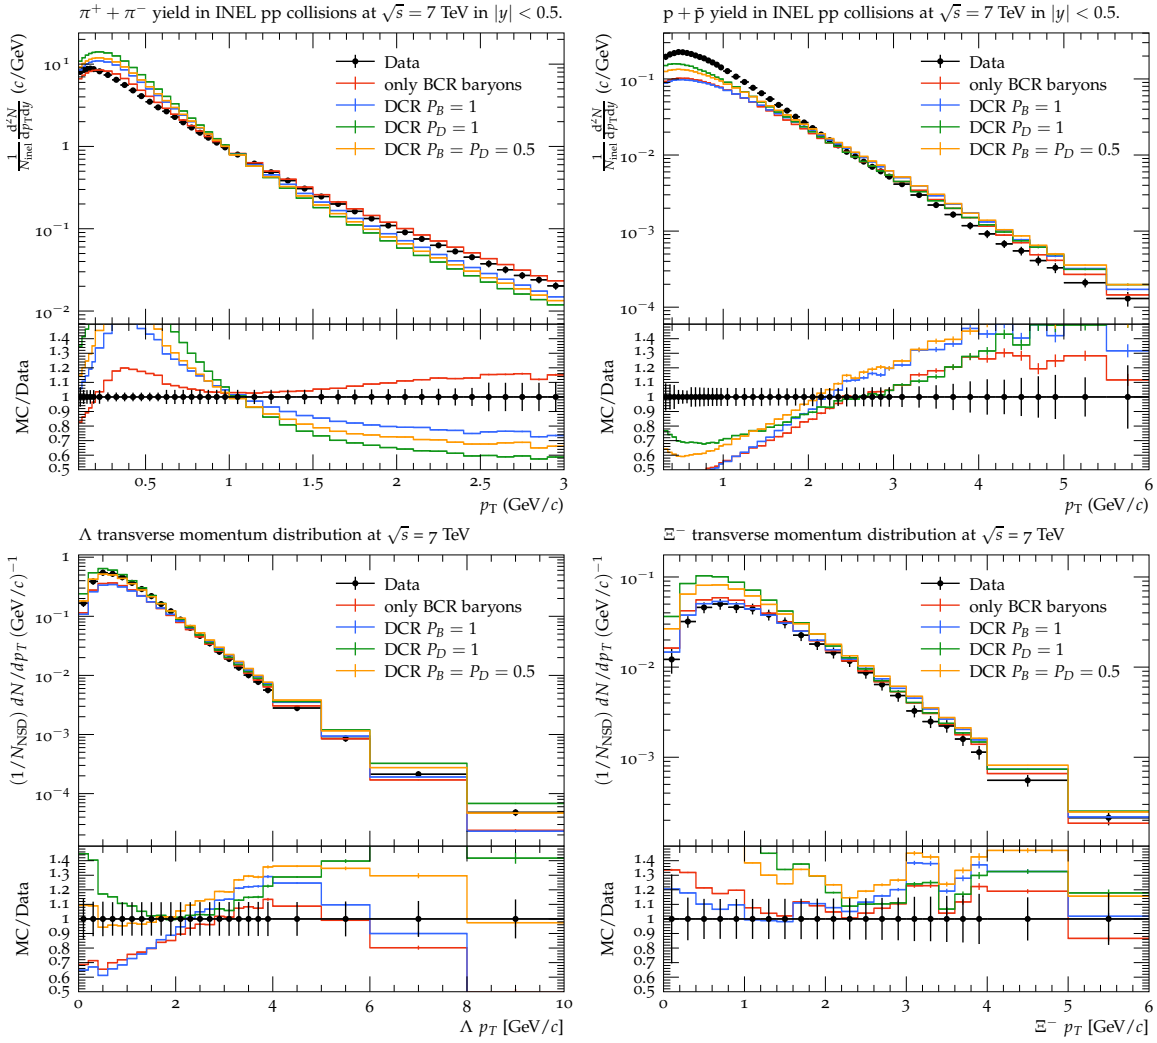 π⁺ + π⁻ yield in INEL pp collisions at √s = 7 TeV in |y| < 0.5.
1/N_inel d²N/dp_T dy (c/GeV)
10¹
1
10⁻¹
10⁻²
Data
only BCR baryons
DCR P_B = 1
DCR P_D = 1
DCR P_B = P_D = 0.5
MC/Data
1.4
1.3
1.2
1.1
1
0.9
0.8
0.7
0.6
0.5
0.5 1 1.5 2 2.5 3
p_T (GeV/c)
p + p̄ yield in INEL pp collisions at √s = 7 TeV in |y| < 0.5.
1/N_inel d²N/dp_T dy (c/GeV)
10⁻¹
10⁻²
10⁻³
10⁻⁴
Data
only BCR baryons
DCR P_B = 1
DCR P_D = 1
DCR P_B = P_D = 0.5
MC/Data
1.4
1.3
1.2
1.1
1
0.9
0.8
0.7
0.6
0.5
1 2 3 4 5 6
p_T (GeV/c)
Λ transverse momentum distribution at √s = 7 TeV
(1/N_NSD) dN/dp_T (GeV/c)⁻¹
1
10⁻¹
10⁻²
10⁻³
10⁻⁴
Data
only BCR baryons
DCR P_B = 1
DCR P_D = 1
DCR P_B = P_D = 0.5
MC/Data
1.4
1.3
1.2
1.1
1
0.9
0.8
0.7
0.6
0.5
0 2 4 6 8 10
Λ p_T [GeV/c]
Ξ⁻ transverse momentum distribution at √s = 7 TeV
(1/N_NSD) dN/dp_T (GeV/c)⁻¹
10⁻¹
10⁻²
10⁻³
Data
only BCR baryons
DCR P_B = 1
DCR P_D = 1
DCR P_B = P_D = 0.5
MC/Data
1.4
1.3
1.2
1.1
1
0.9
0.8
0.7
0.6
0.5
0 1 2 3 4 5 6
Ξ⁻ p_T [GeV/c]